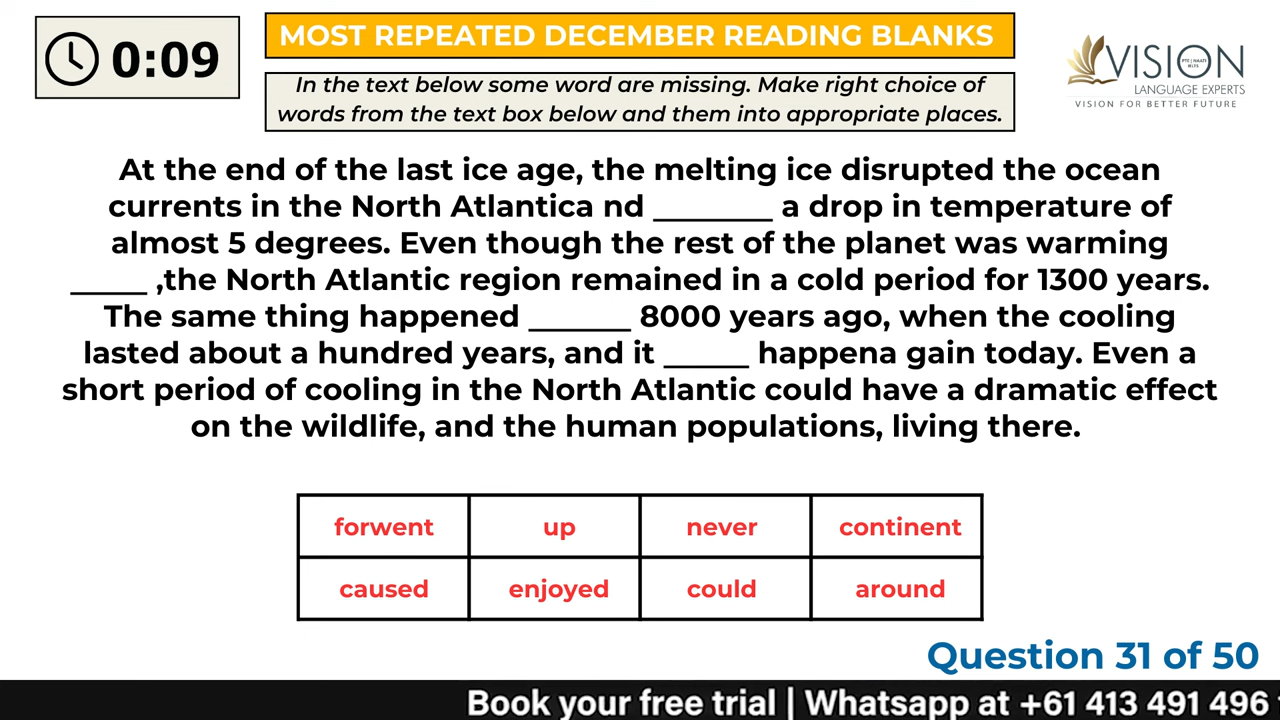 0:09
MOST REPEATED DECEMBER READING BLANKS
In the text below some word are missing. Make right choice of
words from the text box below and them into appropriate places.
VISION
PTE | NAATI
IELTS
LANGUAGE EXPERTS
VISION FOR BETTER FUTURE
At the end of the last ice age, the melting ice disrupted the ocean
currents in the North Atlantica nd ________ a drop in temperature of
almost 5 degrees. Even though the rest of the planet was warming
_____ ,the North Atlantic region remained in a cold period for 1300 years.
The same thing happened _______ 8000 years ago, when the cooling
lasted about a hundred years, and it ______ happena gain today. Even a
short period of cooling in the North Atlantic could have a dramatic effect
on the wildlife, and the human populations, living there.
forwent up never continent
caused enjoyed could around
Question 31 of 50
Book your free trial | Whatsapp at +61 413 491 496